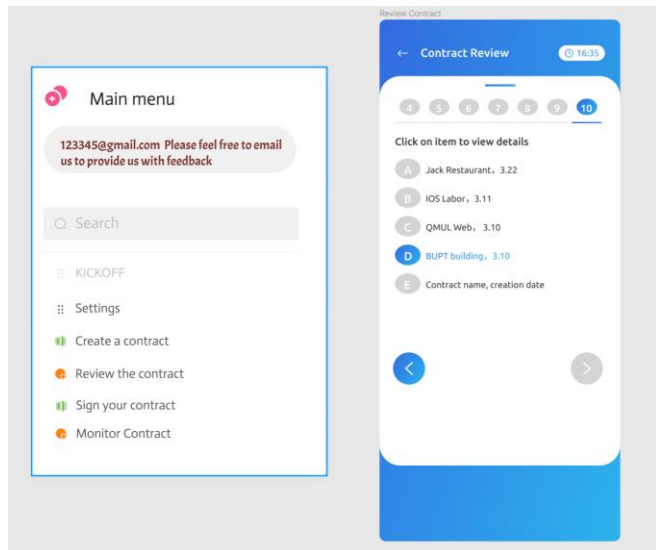 Main menu
123345@gmail.com Please feel free to email
us to provide us with feedback
Search
KICKOFF
Settings
Create a contract
Review the contract
Sign your contract
Monitor Contract
Review Contract
Contract Review
16:35
4 5 6 7 8 9 10
Click on item to view details
A Jack Restaurant，3.22
B IOS Labor，3.11
C QMUL Web，3.10
D BUPT building，3.10
E Contract name, creation date